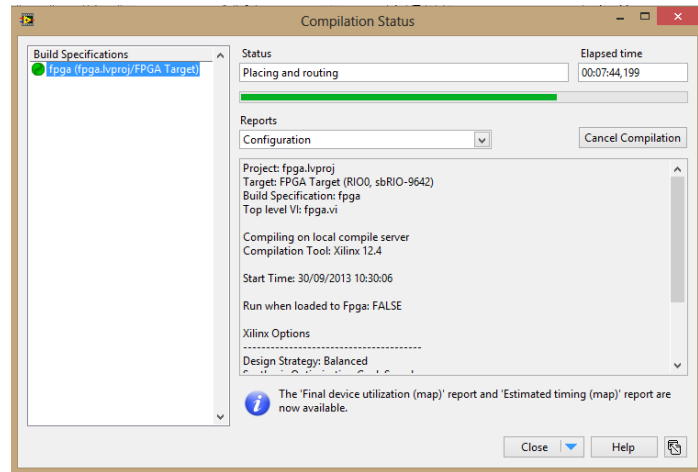 Compilation Status
Build Specifications
fpga (fpga.lvproj/FPGA Target)
Status
Elapsed time
Placing and routing
00:07:44,199
Reports
Configuration
Cancel Compilation
Project: fpga.lvproj
Target: FPGA Target (RIO0, sbRIO-9642)
Build Specification: fpga
Top level VI: fpga.vi
Compiling on local compile server
Compilation Tool: Xilinx 12.4
Start Time: 30/09/2013 10:30:06
Run when loaded to Fpga: FALSE
Xilinx Options
---------------------------------------
Design Strategy: Balanced
The 'Final device utilization (map)' report and 'Estimated timing (map)' report are
now available.
Close
Help